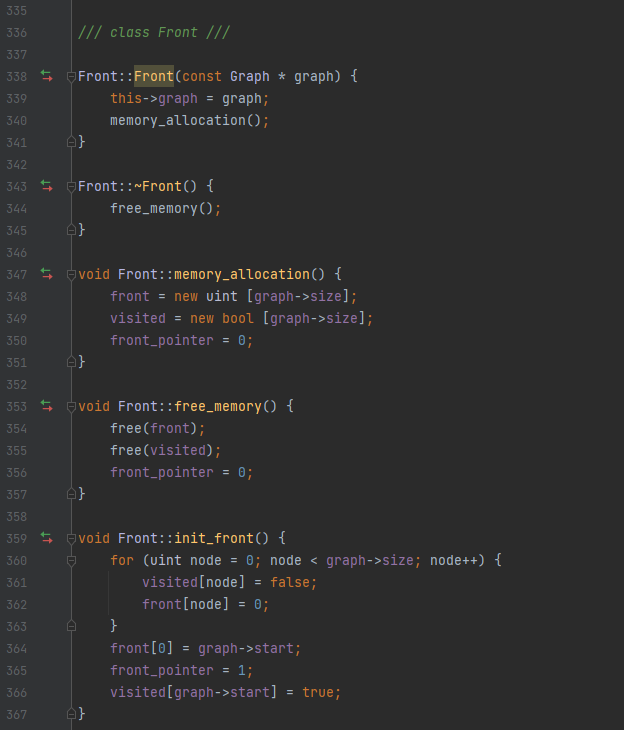 335
336 /// class Front ///
337
338 Front::Front(const Graph * graph) {
339     this->graph = graph;
340     memory_allocation();
341 }
342
343 Front::~Front() {
344     free_memory();
345 }
346
347 void Front::memory_allocation() {
348     front = new uint [graph->size];
349     visited = new bool [graph->size];
350     front_pointer = 0;
351 }
352
353 void Front::free_memory() {
354     free(front);
355     free(visited);
356     front_pointer = 0;
357 }
358
359 void Front::init_front() {
360     for (uint node = 0; node < graph->size; node++) {
361         visited[node] = false;
362         front[node] = 0;
363     }
364     front[0] = graph->start;
365     front_pointer = 1;
366     visited[graph->start] = true;
367 }